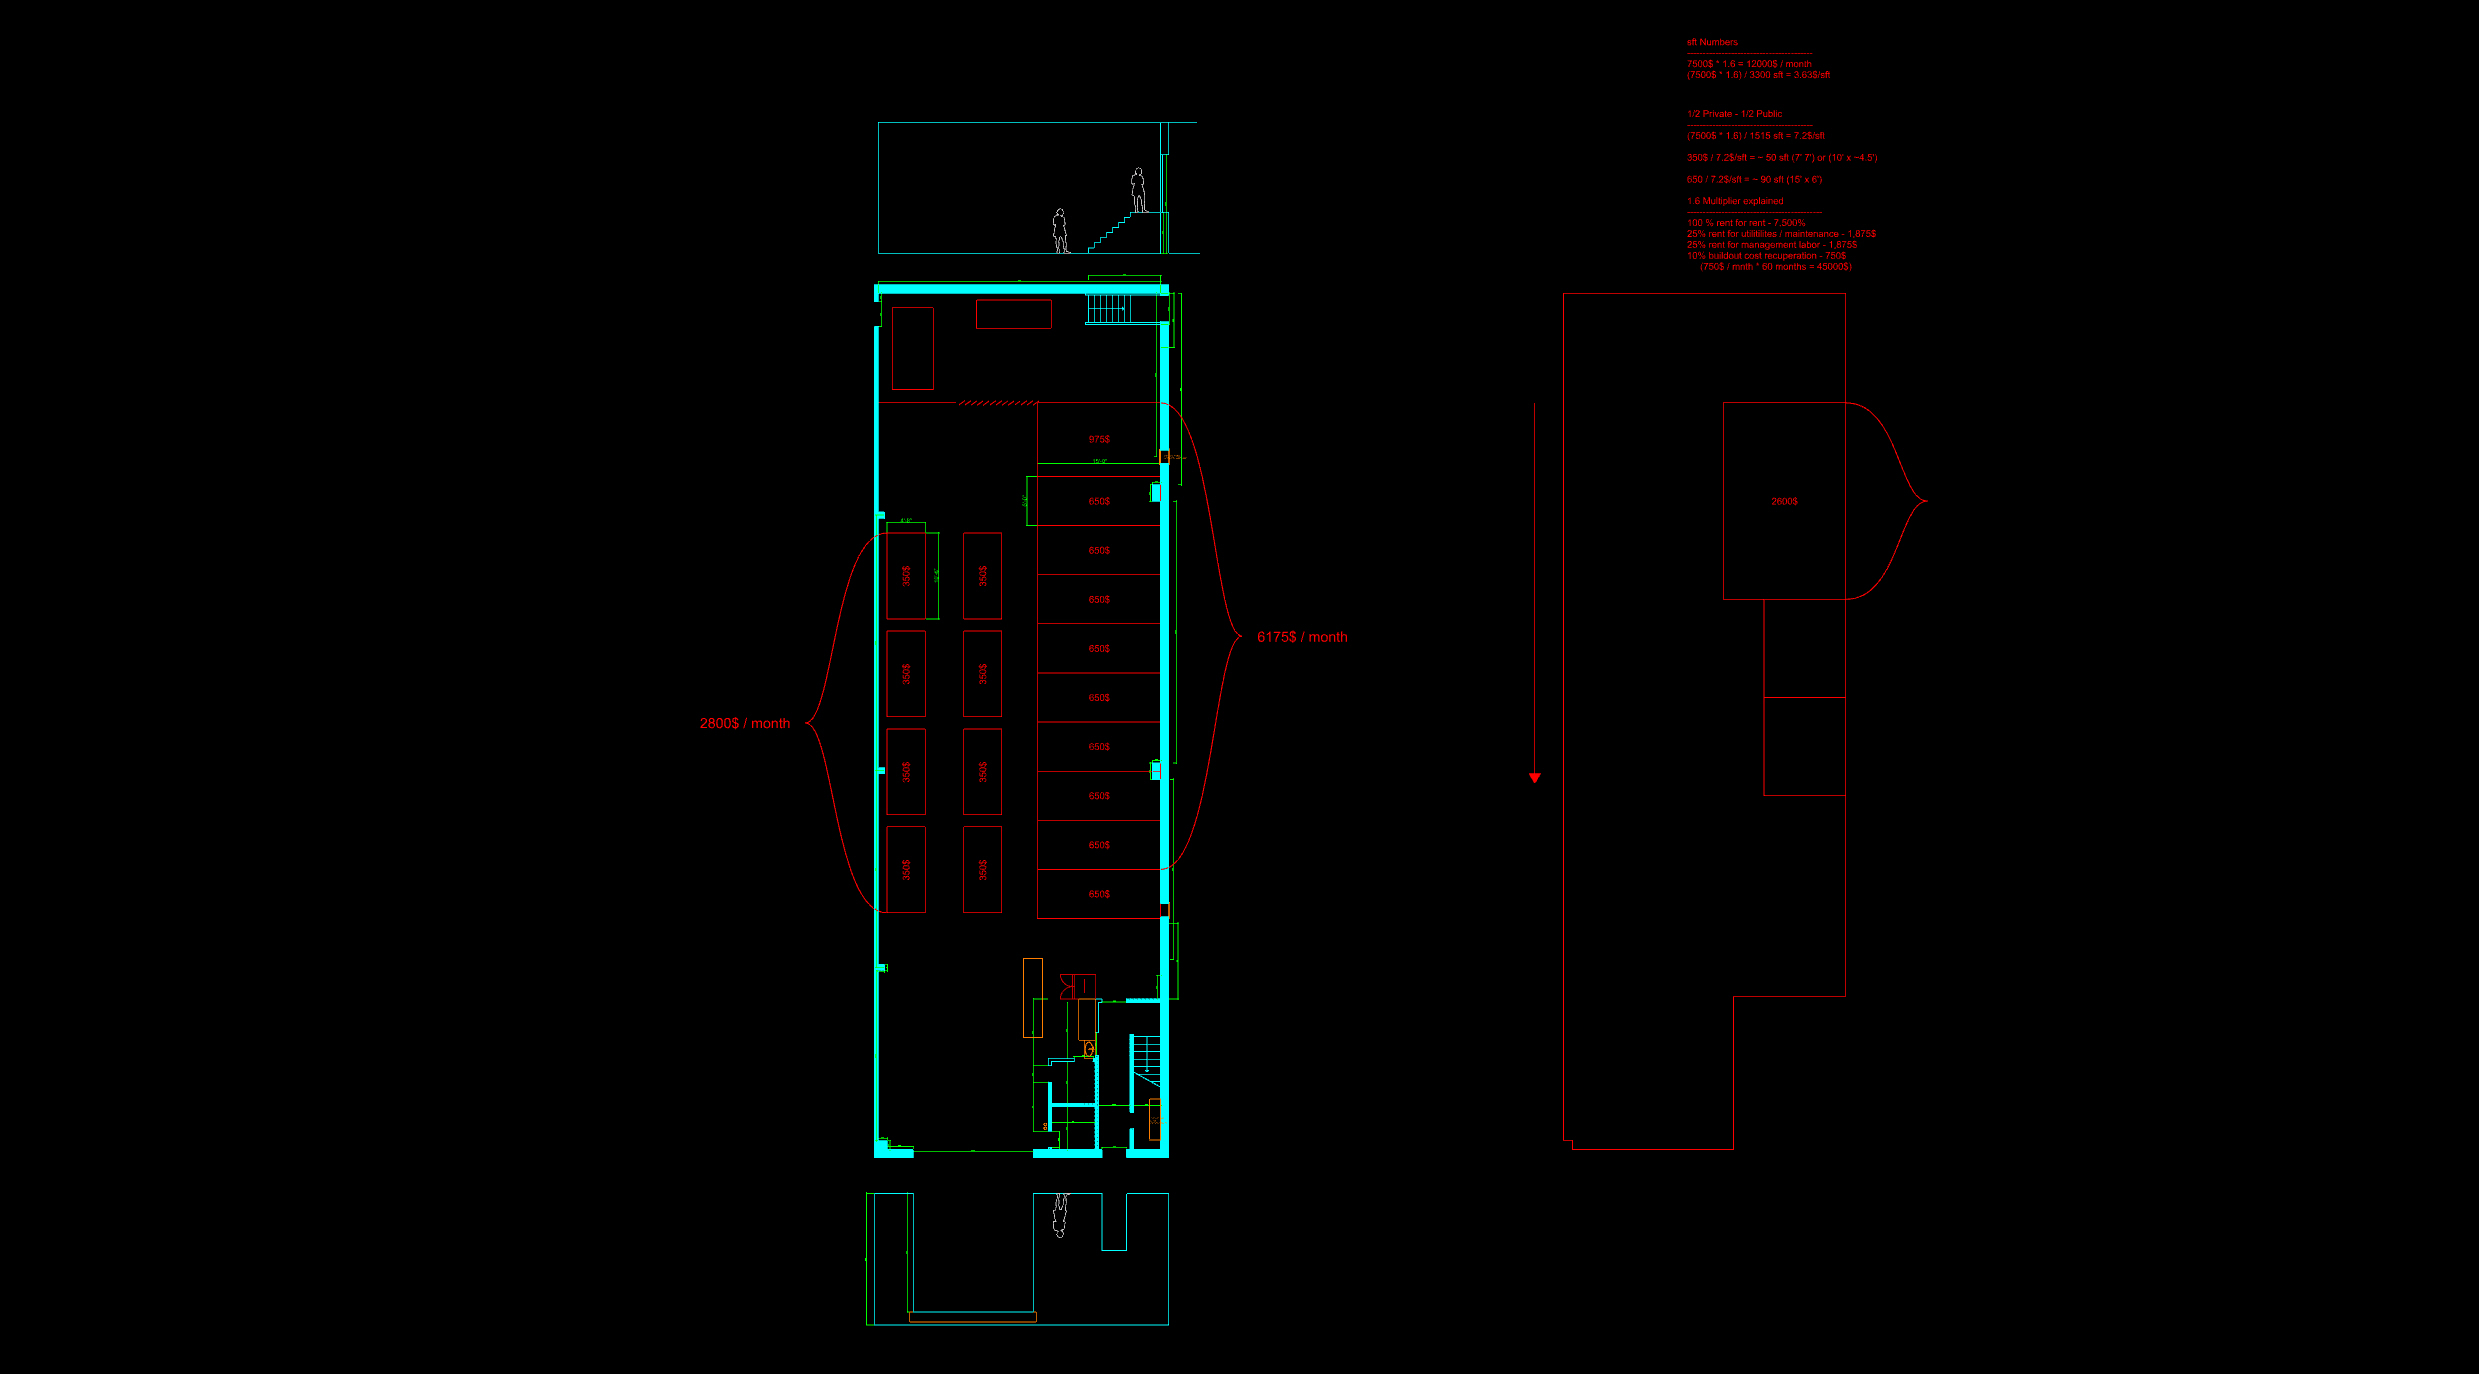 sft Numbers
7500$ * 1.6 = 12000$ / month
(7500$ * 1.6) / 3300 sft = 3.63$/sft
1/2 Private - 1/2 Public
(7500$ * 1.6) / 1515 sft = 7.2$/sft
350$ / 7.2$/sft = ~ 50 sft (7' 7') or (10' x ~4.5')
650 / 7.2$/sft = ~ 90 sft (15' x 6')
1.6 Multiplier explained
100 % rent for rent - 7,500%
25% rent for utilitilites / maintenance - 1,875$
25% rent for management labor - 1,875$
10% buildout cost recuperation - 750$
(750$ / month * 60 months = 45000$)
975$
15'-0"
650$
650$
650$
650$
650$
650$
650$
650$
650$
350$
350$
350$
350$
350$
350$
350$
350$
2800$ / month
6175$ / month
2600$